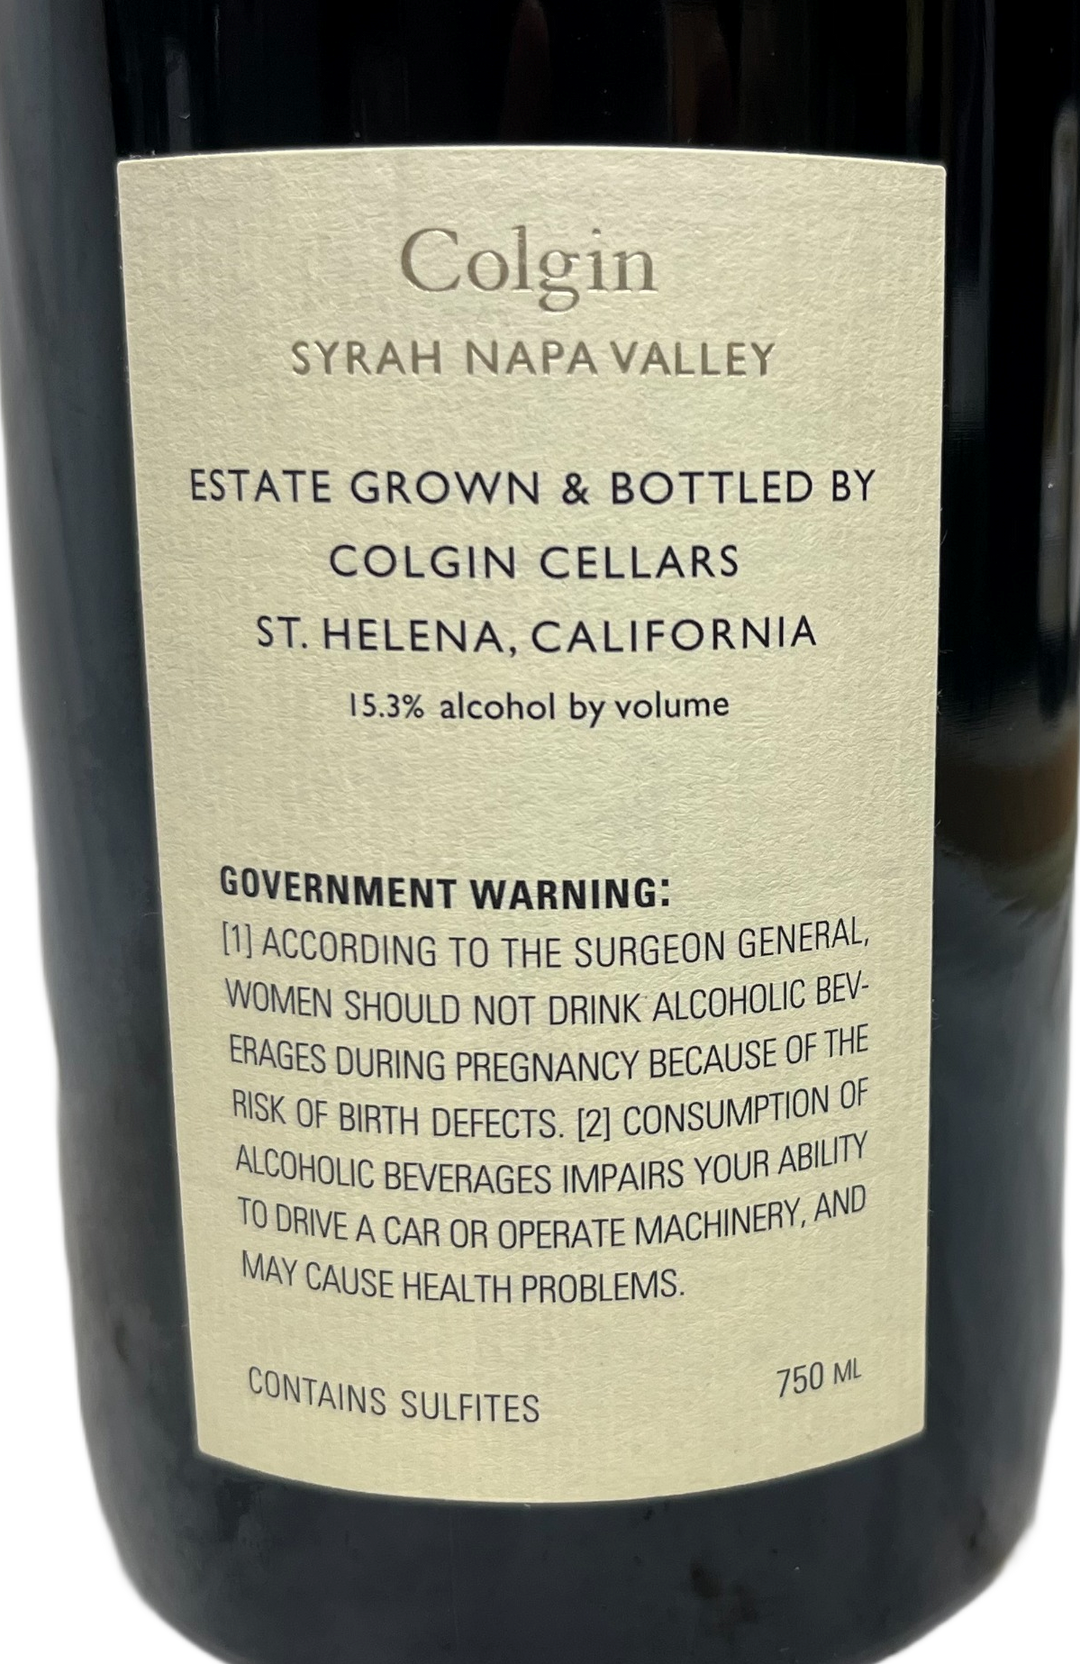 Colgin
SYRAH NAPA VALLEY
ESTATE GROWN & BOTTLED BY
COLGIN CELLARS
ST. HELENA, CALIFORNIA
15.3% alcohol by volume
GOVERNMENT WARNING:
[1] ACCORDING TO THE SURGEON GENERAL,
WOMEN SHOULD NOT DRINK ALCOHOLIC BEV-
ERAGES DURING PREGNANCY BECAUSE OF THE
RISK OF BIRTH DEFECTS. [2] CONSUMPTION OF
ALCOHOLIC BEVERAGES IMPAIRS YOUR ABILITY
TO DRIVE A CAR OR OPERATE MACHINERY, AND
MAY CAUSE HEALTH PROBLEMS.
CONTAINS SULFITES 750 ML